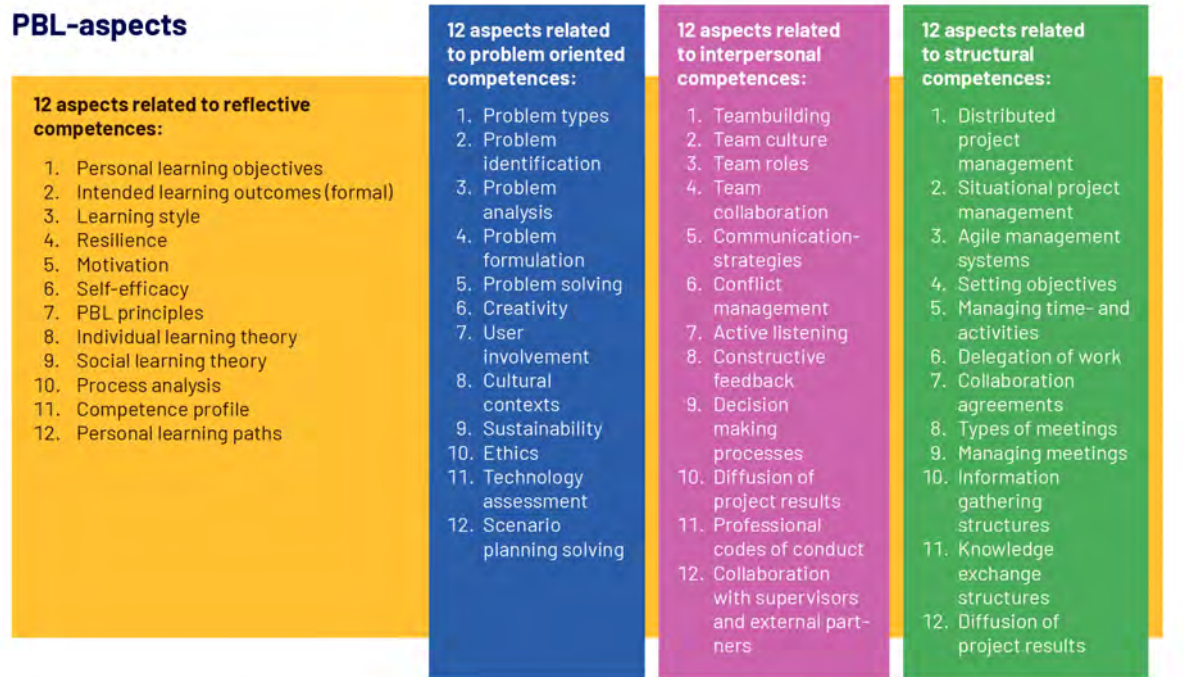 PBL-aspects
12 aspects related to reflective
competences:
1. Personal learning objectives
2. Intended learning outcomes (formal)
3. Learning style
4. Resilience
5. Motivation
6. Self-efficacy
7. PBL principles
8. Individual learning theory
9. Social learning theory
10. Process analysis
11. Competence profile
12. Personal learning paths
12 aspects related
to problem oriented
competences:
1. Problem types
2. Problem
identification
3. Problem
analysis
4. Problem
formulation
5. Problem solving
6. Creativity
7. User
involvement
8. Cultural
contexts
9. Sustainability
10. Ethics
11. Technology
assessment
12. Scenario
planning solving
12 aspects related
to interpersonal
competences:
1. Teambuilding
2. Team culture
3. Team roles
4. Team
collaboration
5. Communication-
strategies
6. Conflict
management
7. Active listening
8. Constructive
feedback
9. Decision
making
processes
10. Diffusion of
project results
11. Professional
codes of conduct
12. Collaboration
with supervisors
and external part-
ners
12 aspects related
to structural
competences:
1. Distributed
project
management
2. Situational project
management
3. Agile management
systems
4. Setting objectives
5. Managing time- and
activities
6. Delegation of work
7. Collaboration
agreements
8. Types of meetings
9. Managing meetings
10. Information
gathering
structures
11. Knowledge
exchange
structures
12. Diffusion of
project results